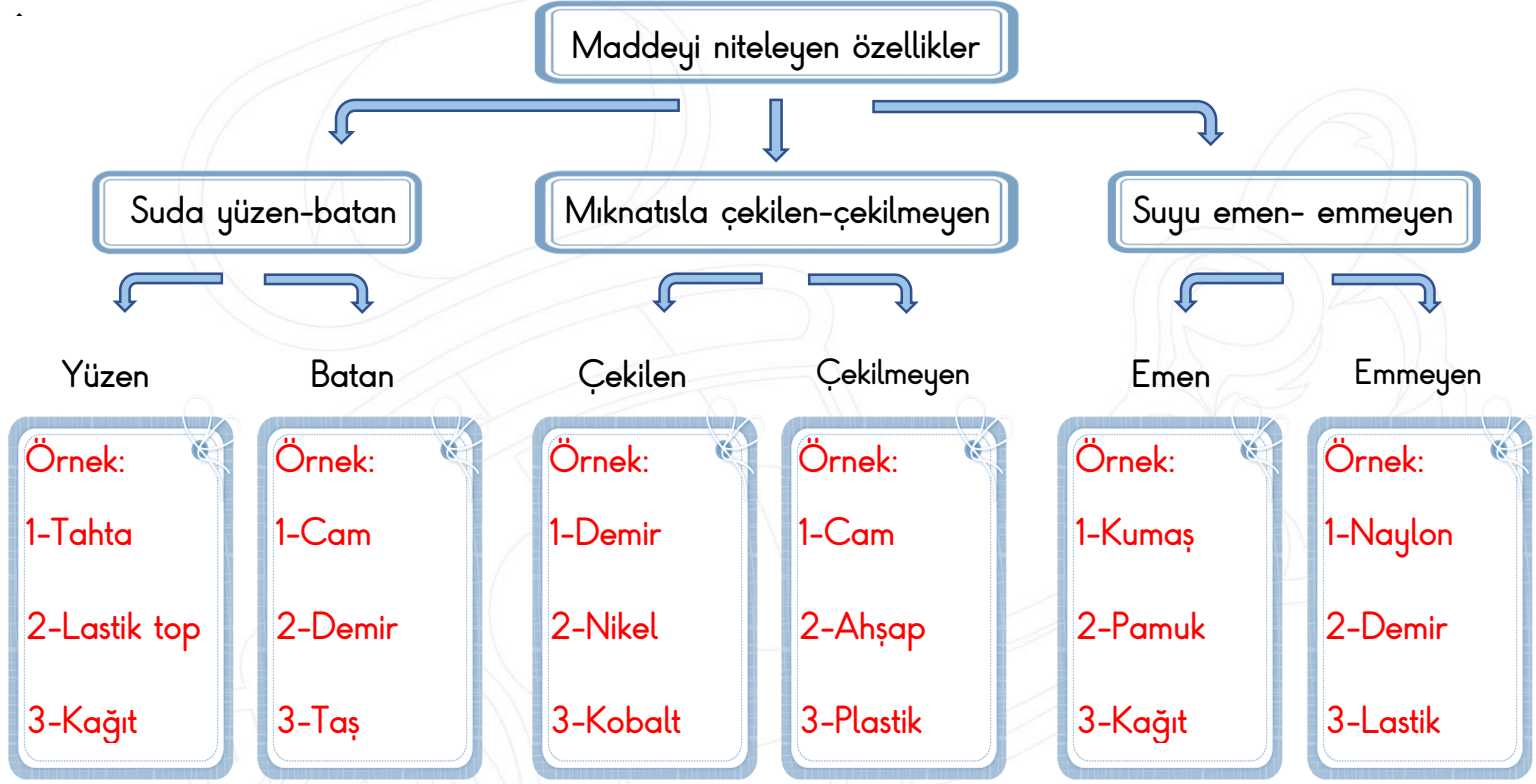 Maddeyi niteleyen özellikler
Suda yüzen-batan
Mıknatısla çekilen-çekilmeyen
Suyu emen- emmeyen
Yüzen
Batan
Çekilen
Çekilmeyen
Emen
Emmeyen
Örnek:
1-Tahta
2-Lastik top
3-Kağıt
Örnek:
1-Cam
2-Demir
3-Taş
Örnek:
1-Demir
2-Nikel
3-Kobalt
Örnek:
1-Cam
2-Ahşap
3-Plastik
Örnek:
1-Kumaş
2-Pamuk
3-Kağıt
Örnek:
1-Naylon
2-Demir
3-Lastik